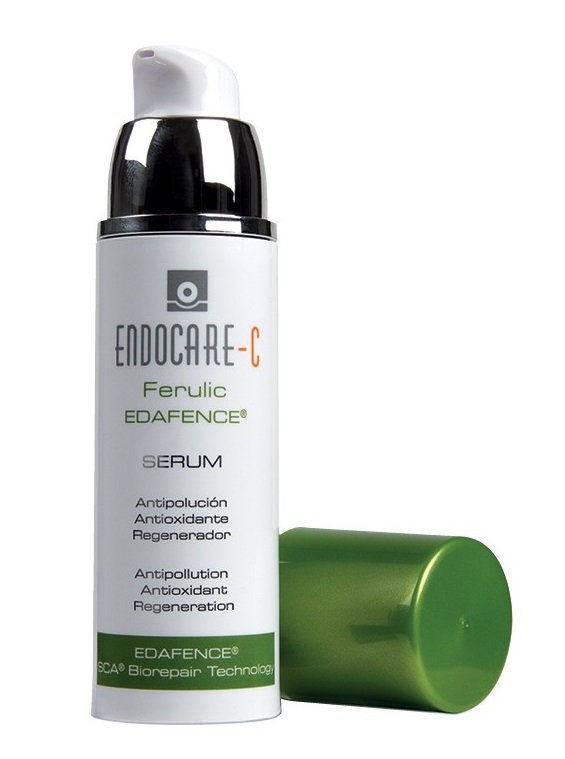 ENDOCARE-C
Ferulic
EDAFENCE®
SERUM
Antipolución
Antioxidante
Regenerador
Antipollution
Antioxidant
Regeneration
EDAFENCE®
SCA® Biorepair Technology